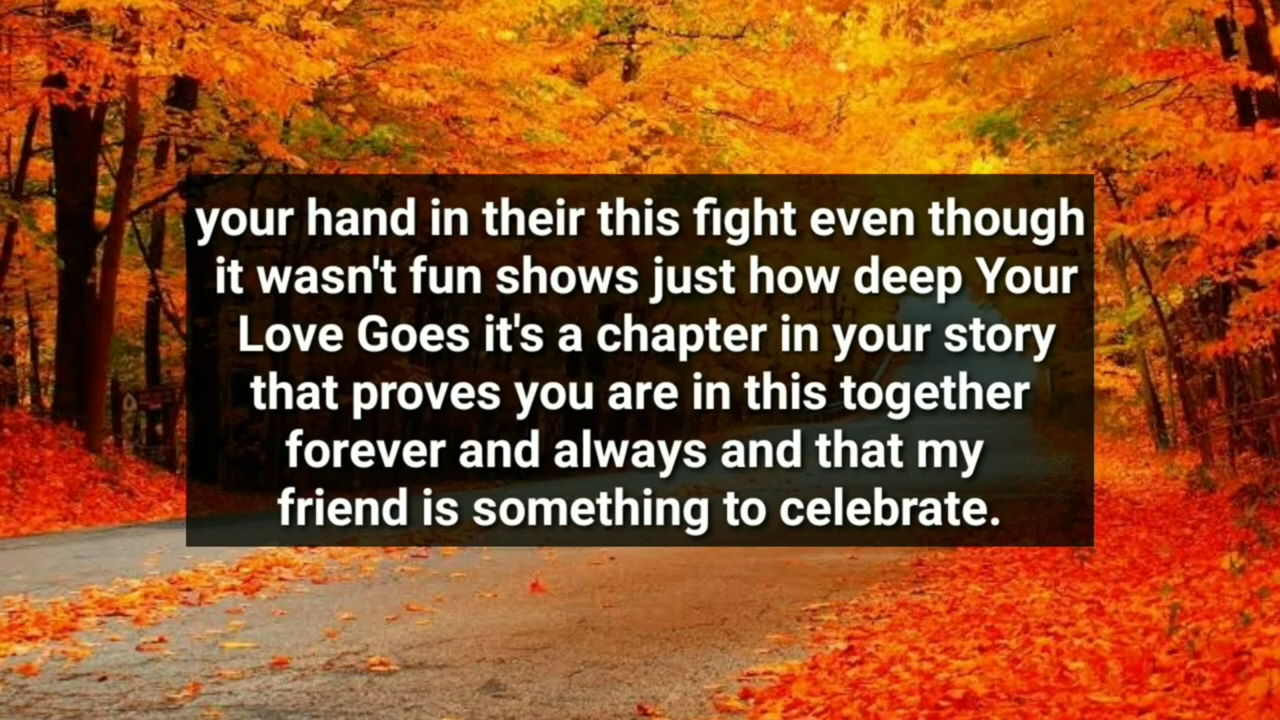 your hand in their this fight even though
it wasn't fun shows just how deep Your
Love Goes it's a chapter in your story
that proves you are in this together
forever and always and that my
friend is something to celebrate.